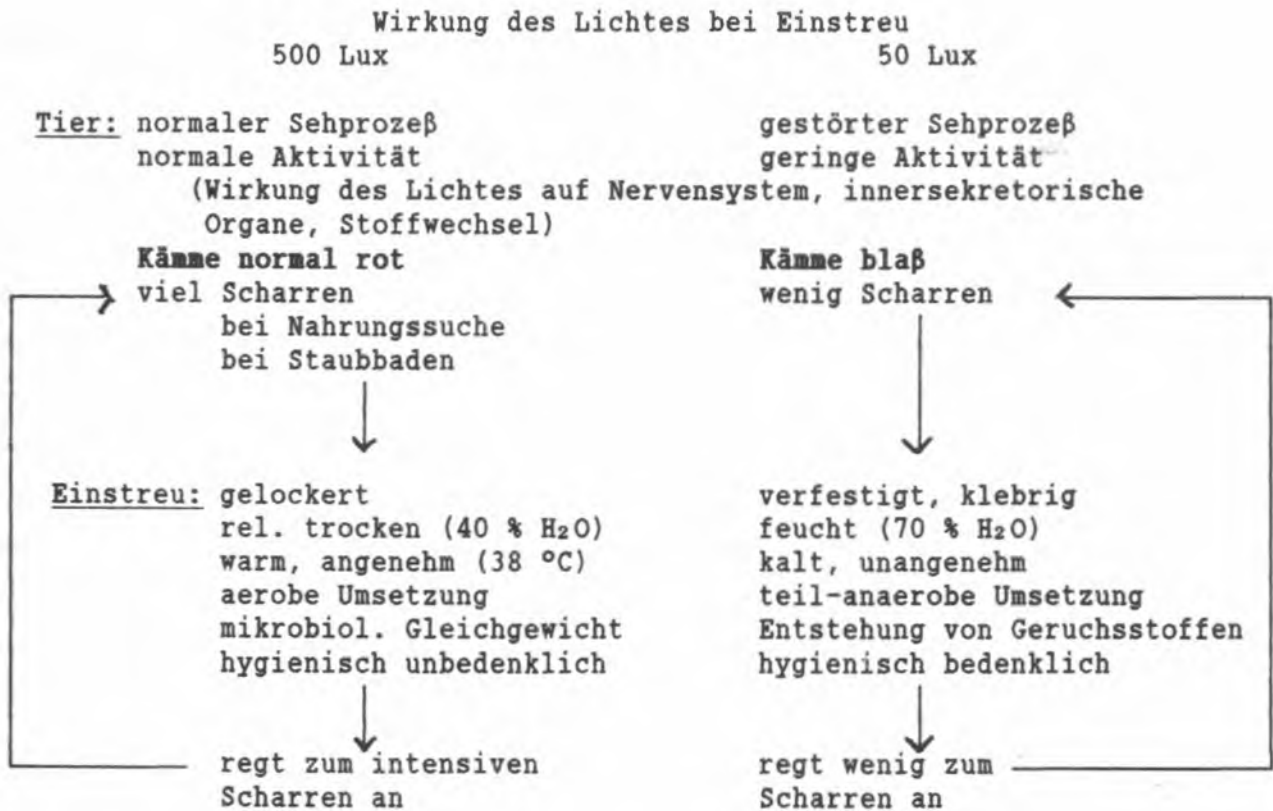 Wirkung des Lichtes bei Einstreu
500 Lux 50 Lux
Tier: normaler Sehprozeß gestörter Sehprozeß
normale Aktivität geringe Aktivität
(Wirkung des Lichtes auf Nervensystem, innersekretorische
Organe, Stoffwechsel)
Kämme normal rot Kämme blaß
viel Scharren wenig Scharren
bei Nahrungssuche
bei Staubbaden
Einstreu: gelockert verfestigt, klebrig
rel. trocken (40 % H₂O) feucht (70 % H₂O)
warm, angenehm (38 °C) kalt, unangenehm
aerobe Umsetzung teil-anaerobe Umsetzung
mikrobiol. Gleichgewicht Entstehung von Geruchsstoffen
hygienisch unbedenklich hygienisch bedenklich
regt zum intensiven regt wenig zum
Scharren an Scharren an